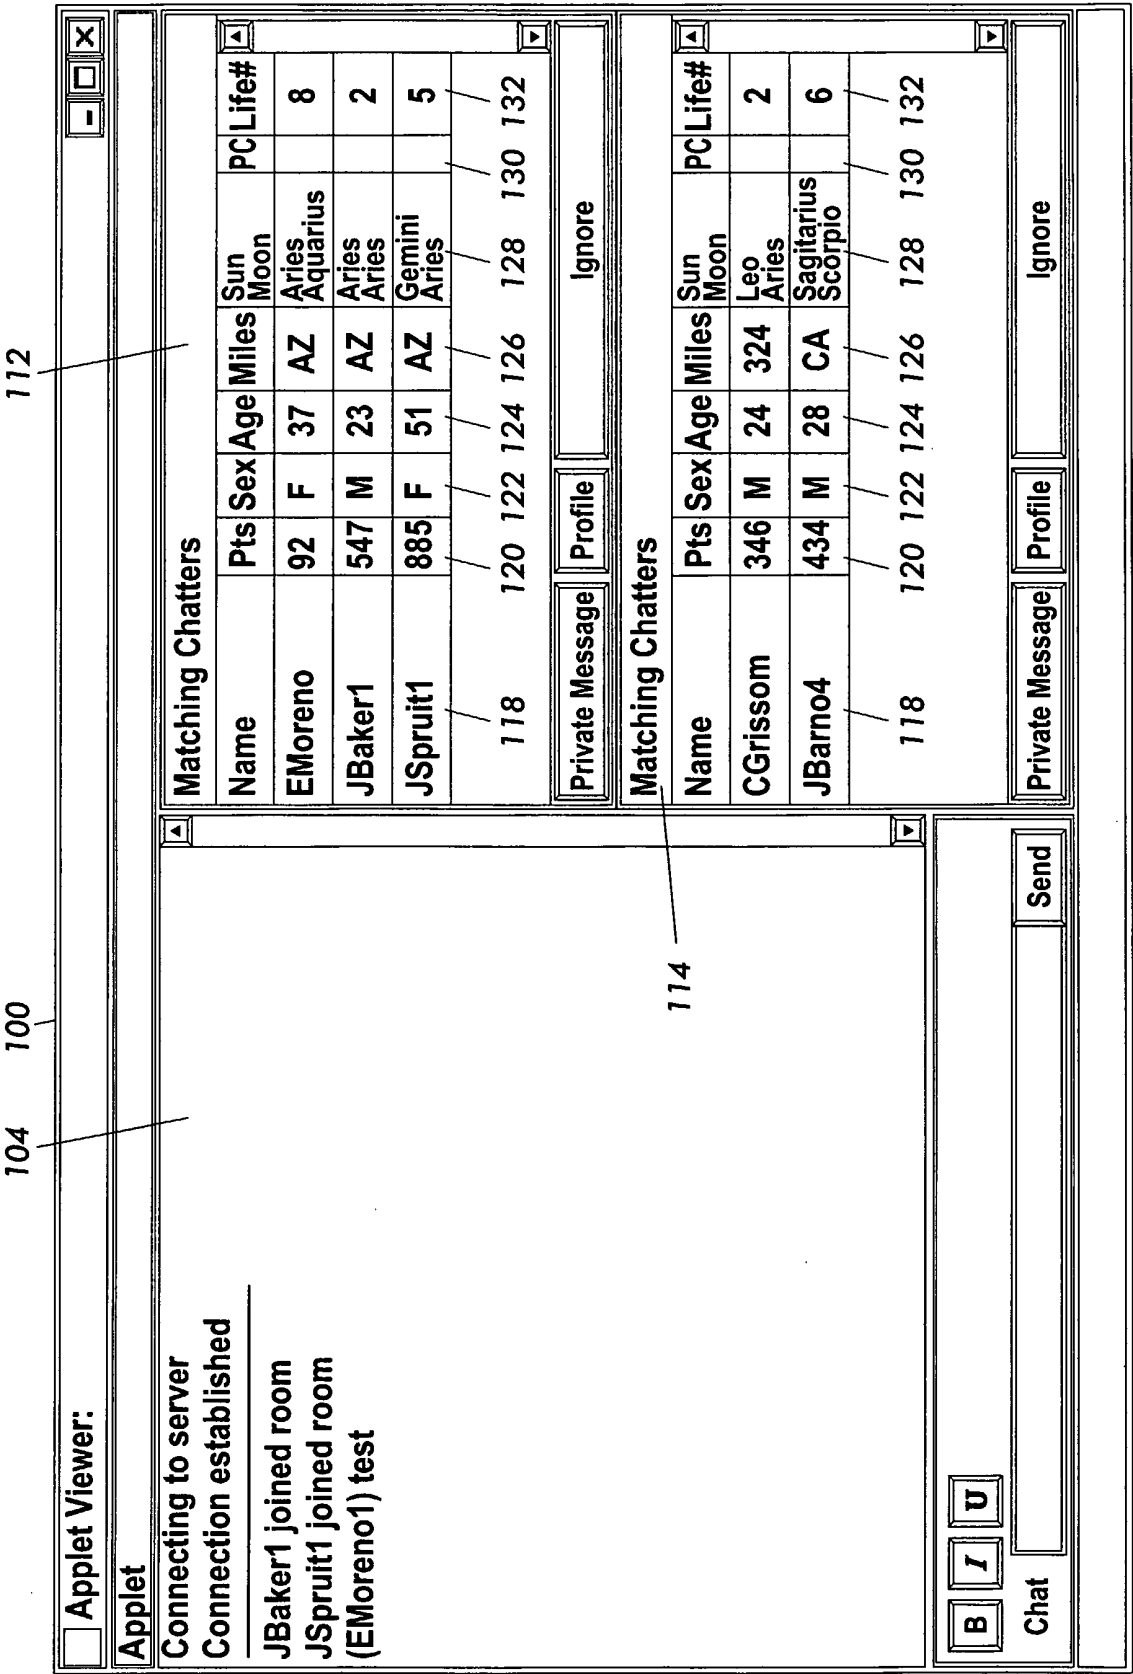 104
100
112
Applet Viewer:
Applet
Connecting to server
Connection established
JBaker1 joined room
JSpruit1 joined room
(EMoreno1) test
B I U
Chat
Send
Matching Chatters
Name Pts Sex Age Miles Sun Moon PC Life#
EMoreno 92 F 37 AZ Aries Aquarius 8
JBaker1 547 M 23 AZ Aries Aries 2
JSpruit1 885 F 51 AZ Gemini Aries 5
118 120 122 124 126 128 130 132
Private Message Profile Ignore
Matching Chatters
114
Name Pts Sex Age Miles Sun Moon PC Life#
CGrissom 346 M 24 324 Leo Aries 2
JBarno4 434 M 28 CA Sagitarius Scorpio 6
118 120 122 124 126 128 130 132
Private Message Profile Ignore